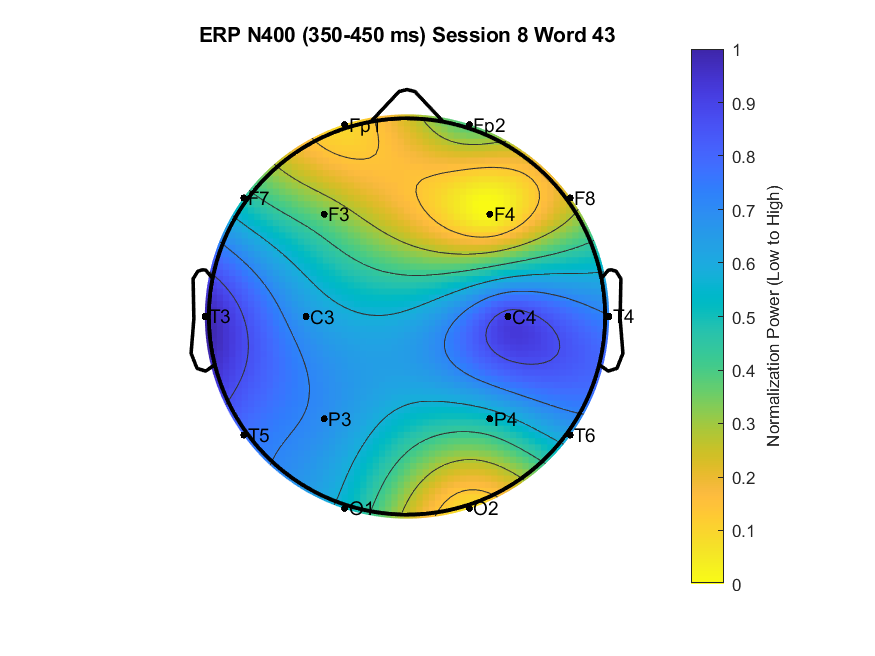 ERP N400 (350-450 ms) Session 8 Word 43
Fp1 Fp2
F7 F8
F3 F4
T3 C3 C4 T4
P3 P4
T5 T6
O1 O2
1
0.9
0.8
0.7
0.6
0.5
0.4
0.3
0.2
0.1
0
Normalization Power (Low to High)